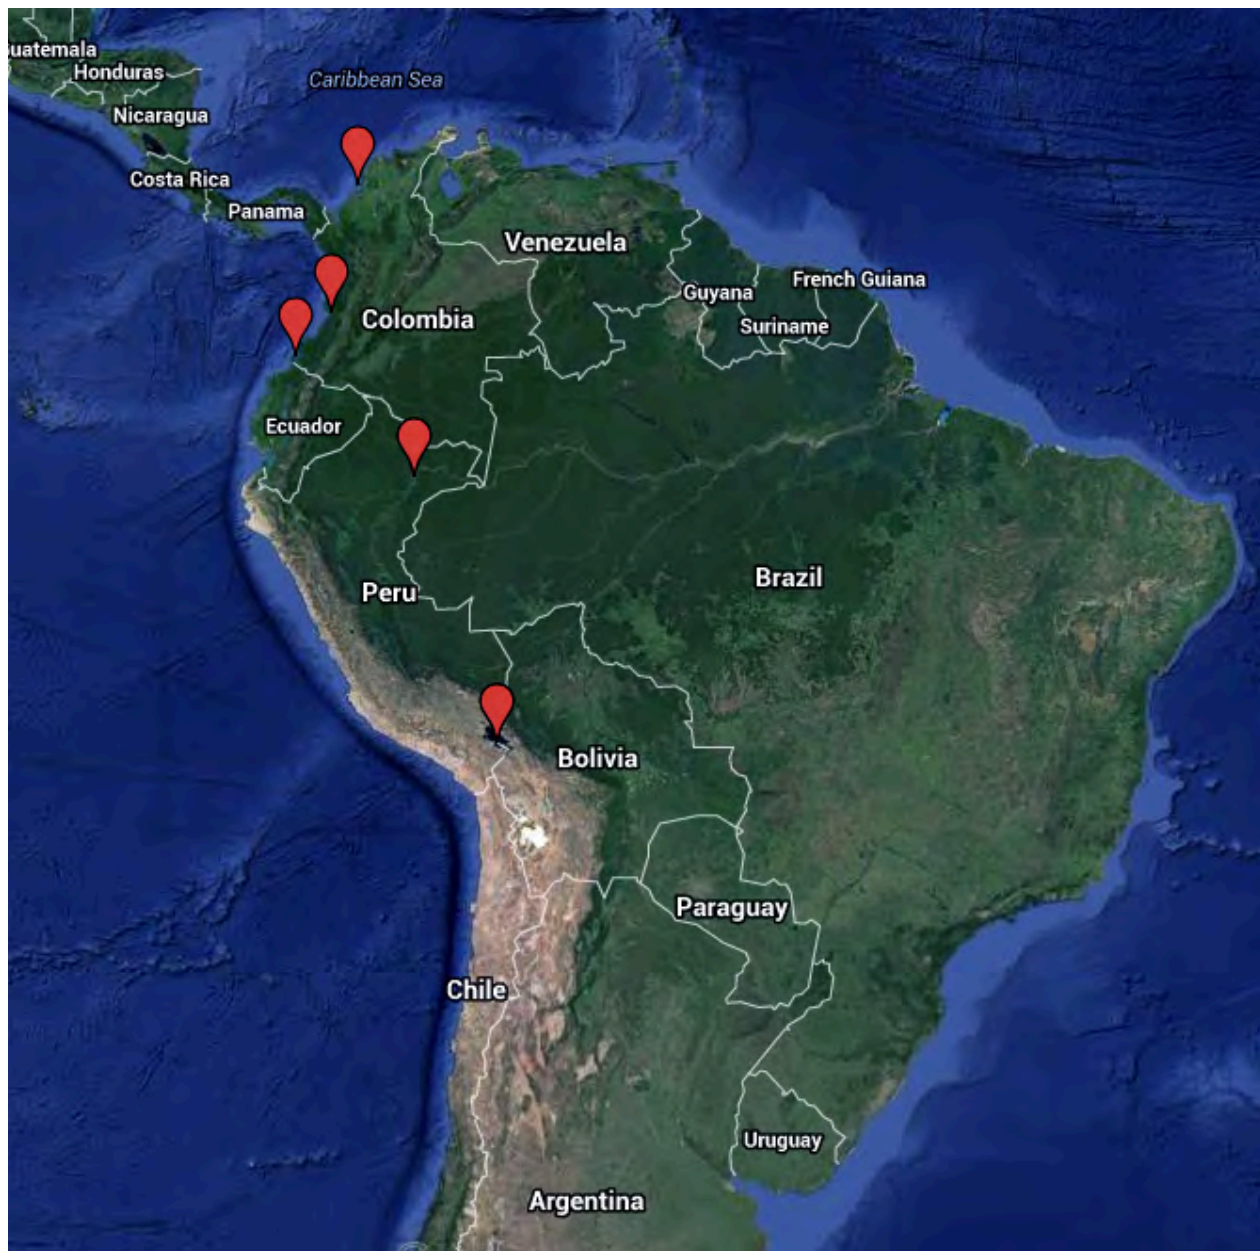 Guatemala
Honduras
Caribbean Sea
Nicaragua
Costa Rica
Panama
Venezuela
Guyana
French Guiana
Suriname
Colombia
Ecuador
Brazil
Peru
Bolivia
Paraguay
Chile
Uruguay
Argentina